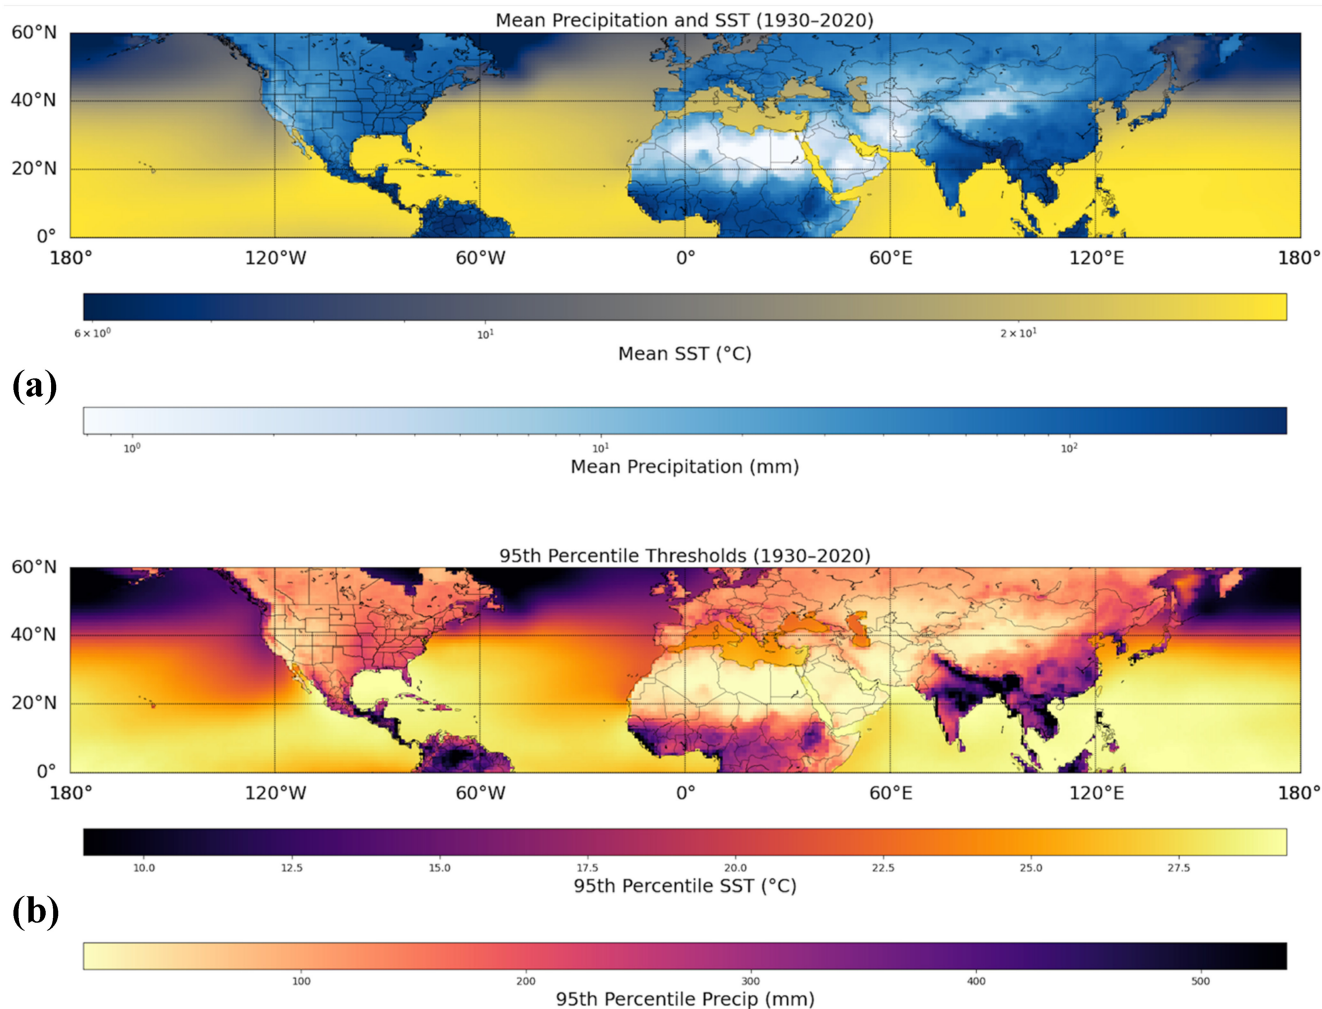 Mean Precipitation and SST (1930–2020)
60°N
40°N
20°N
0°
180° 120°W 60°W 0° 60°E 120°E 180°
6 × 10⁰ 10¹ 2 × 10¹
Mean SST (°C)
(a)
10⁰ 10¹ 10²
Mean Precipitation (mm)
95th Percentile Thresholds (1930–2020)
60°N
40°N
20°N
0°
180° 120°W 60°W 0° 60°E 120°E 180°
10.0 12.5 15.0 17.5 20.0 22.5 25.0 27.5
95th Percentile SST (°C)
(b)
100 200 300 400 500
95th Percentile Precip (mm)